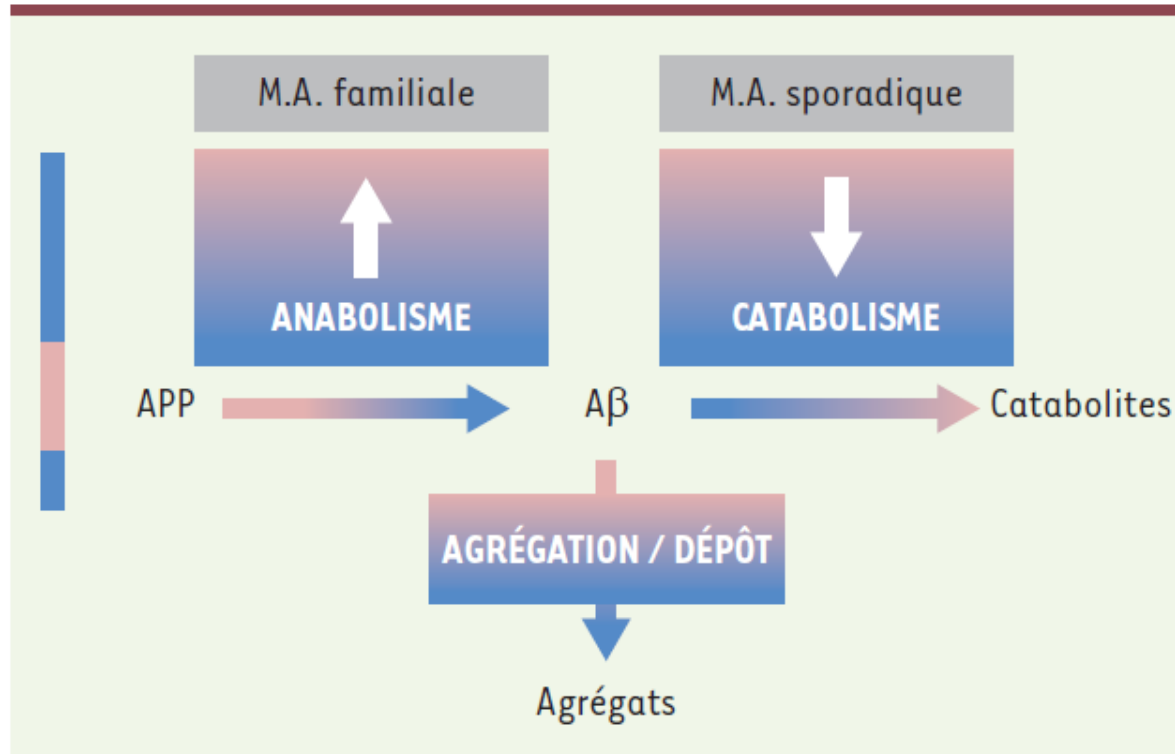 M.A. familiale
M.A. sporadique
ANABOLISME
CATABOLISME
APP
Aβ
Catabolites
AGRÉGATION / DÉPÔT
Agrégats